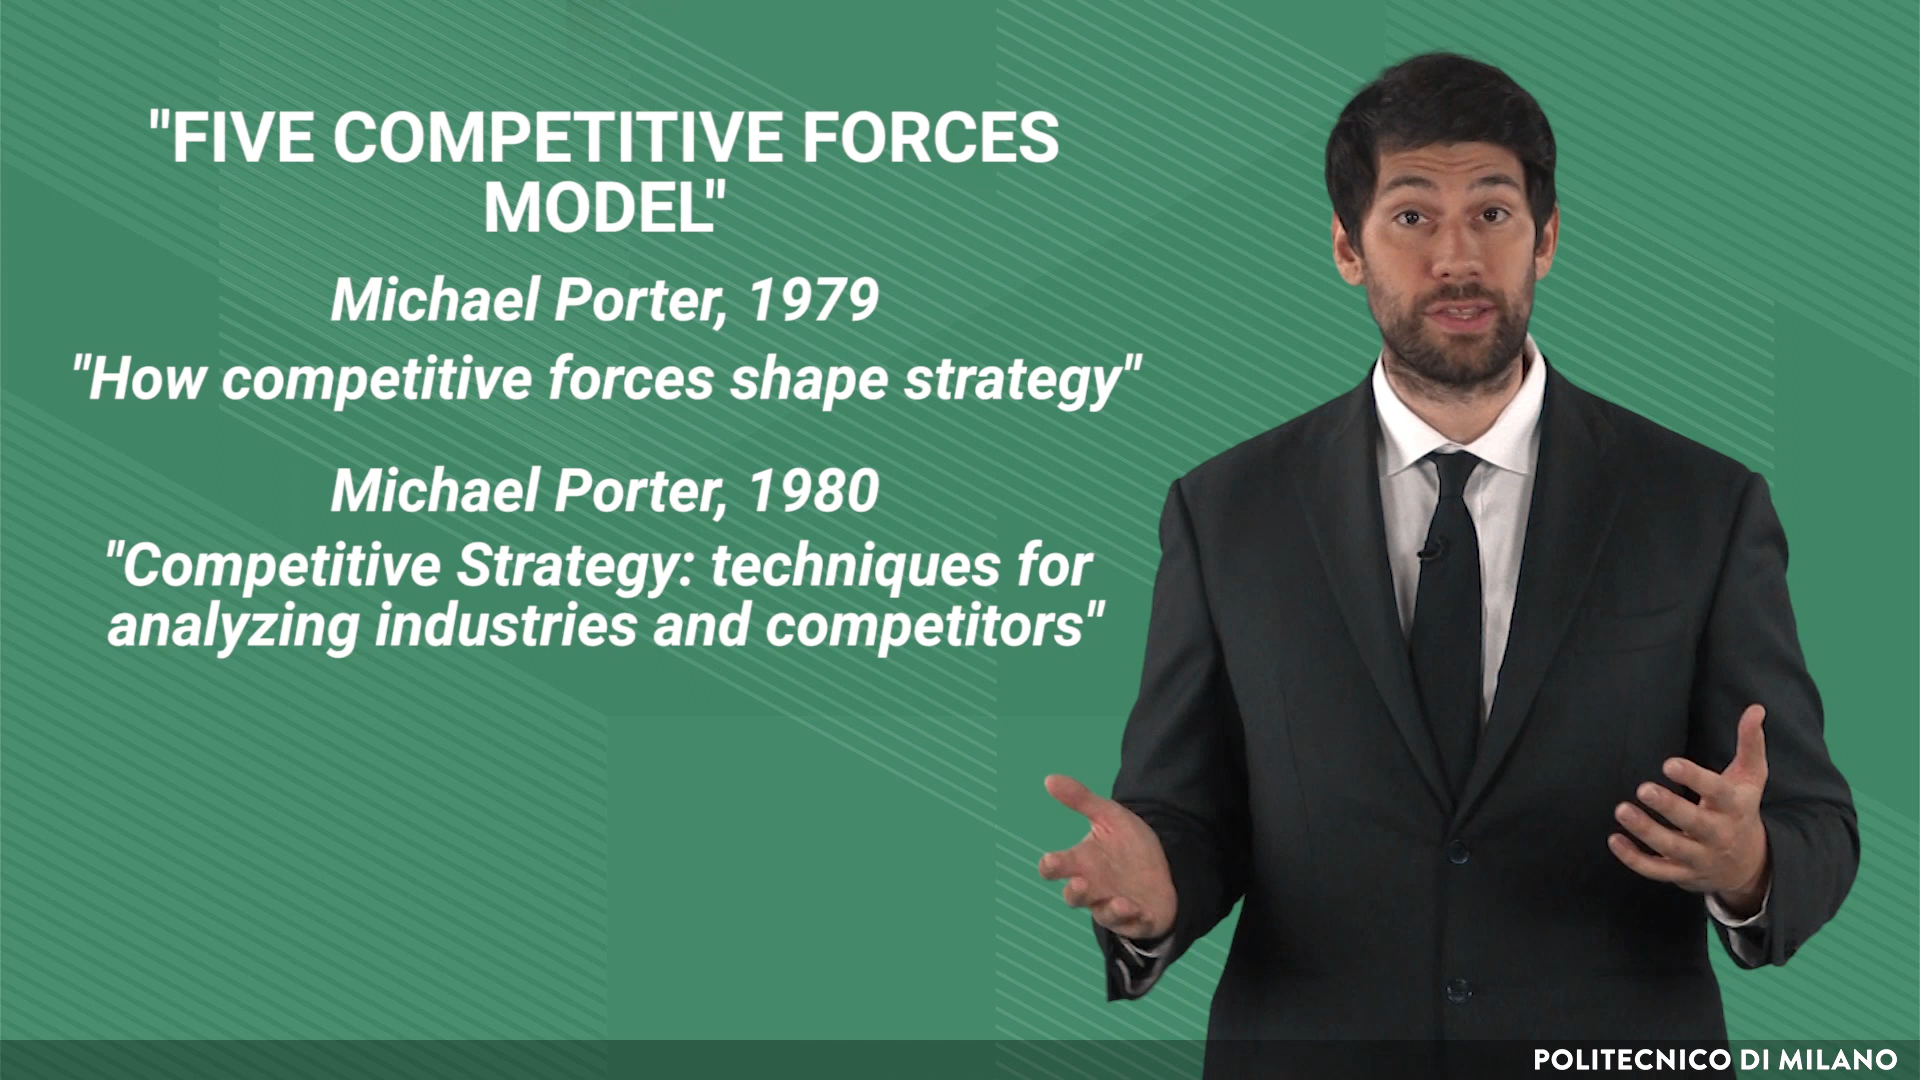 "FIVE COMPETITIVE FORCES
MODEL"
Michael Porter, 1979
"How competitive forces shape strategy"
Michael Porter, 1980
"Competitive Strategy: techniques for
analyzing industries and competitors"
POLITECNICO DI MILANO